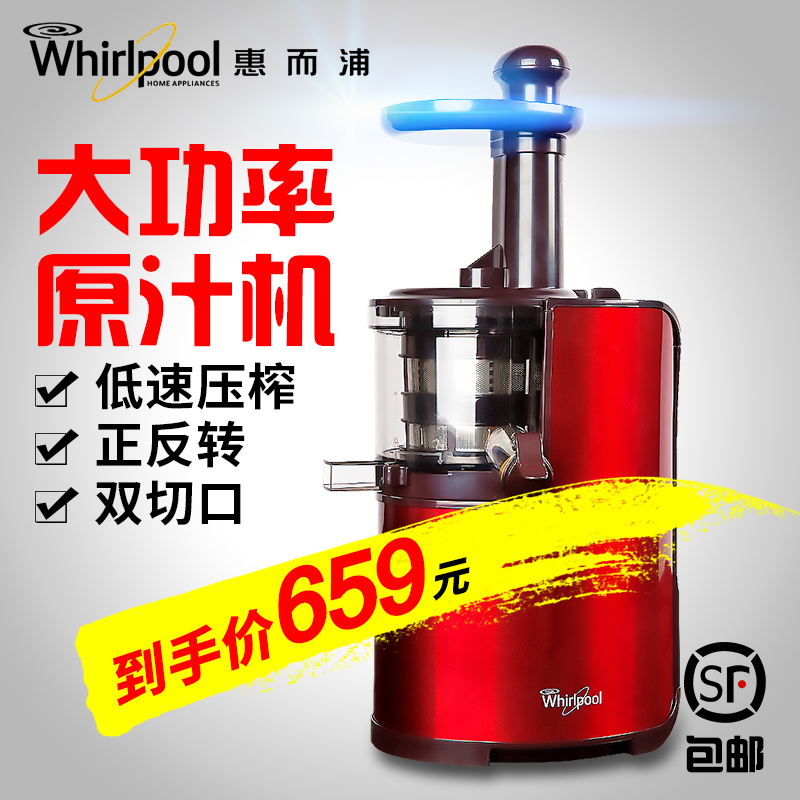 Whirlpool 惠而浦
HOME APPLIANCES
大功率
原汁机
低速压榨
正反转
双切口
到手价659元
Whirlpool
SF
包邮